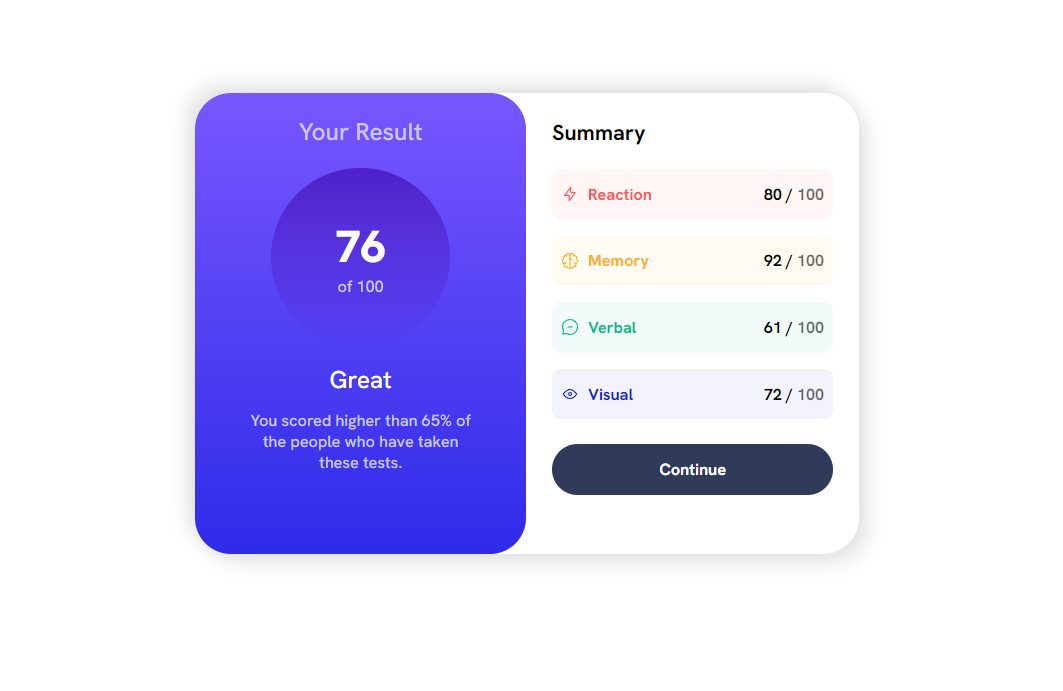 Your Result
76
of 100
Great
You scored higher than 65% of
the people who have taken
these tests.
Summary
Reaction 80 / 100
Memory 92 / 100
Verbal 61 / 100
Visual 72 / 100
Continue